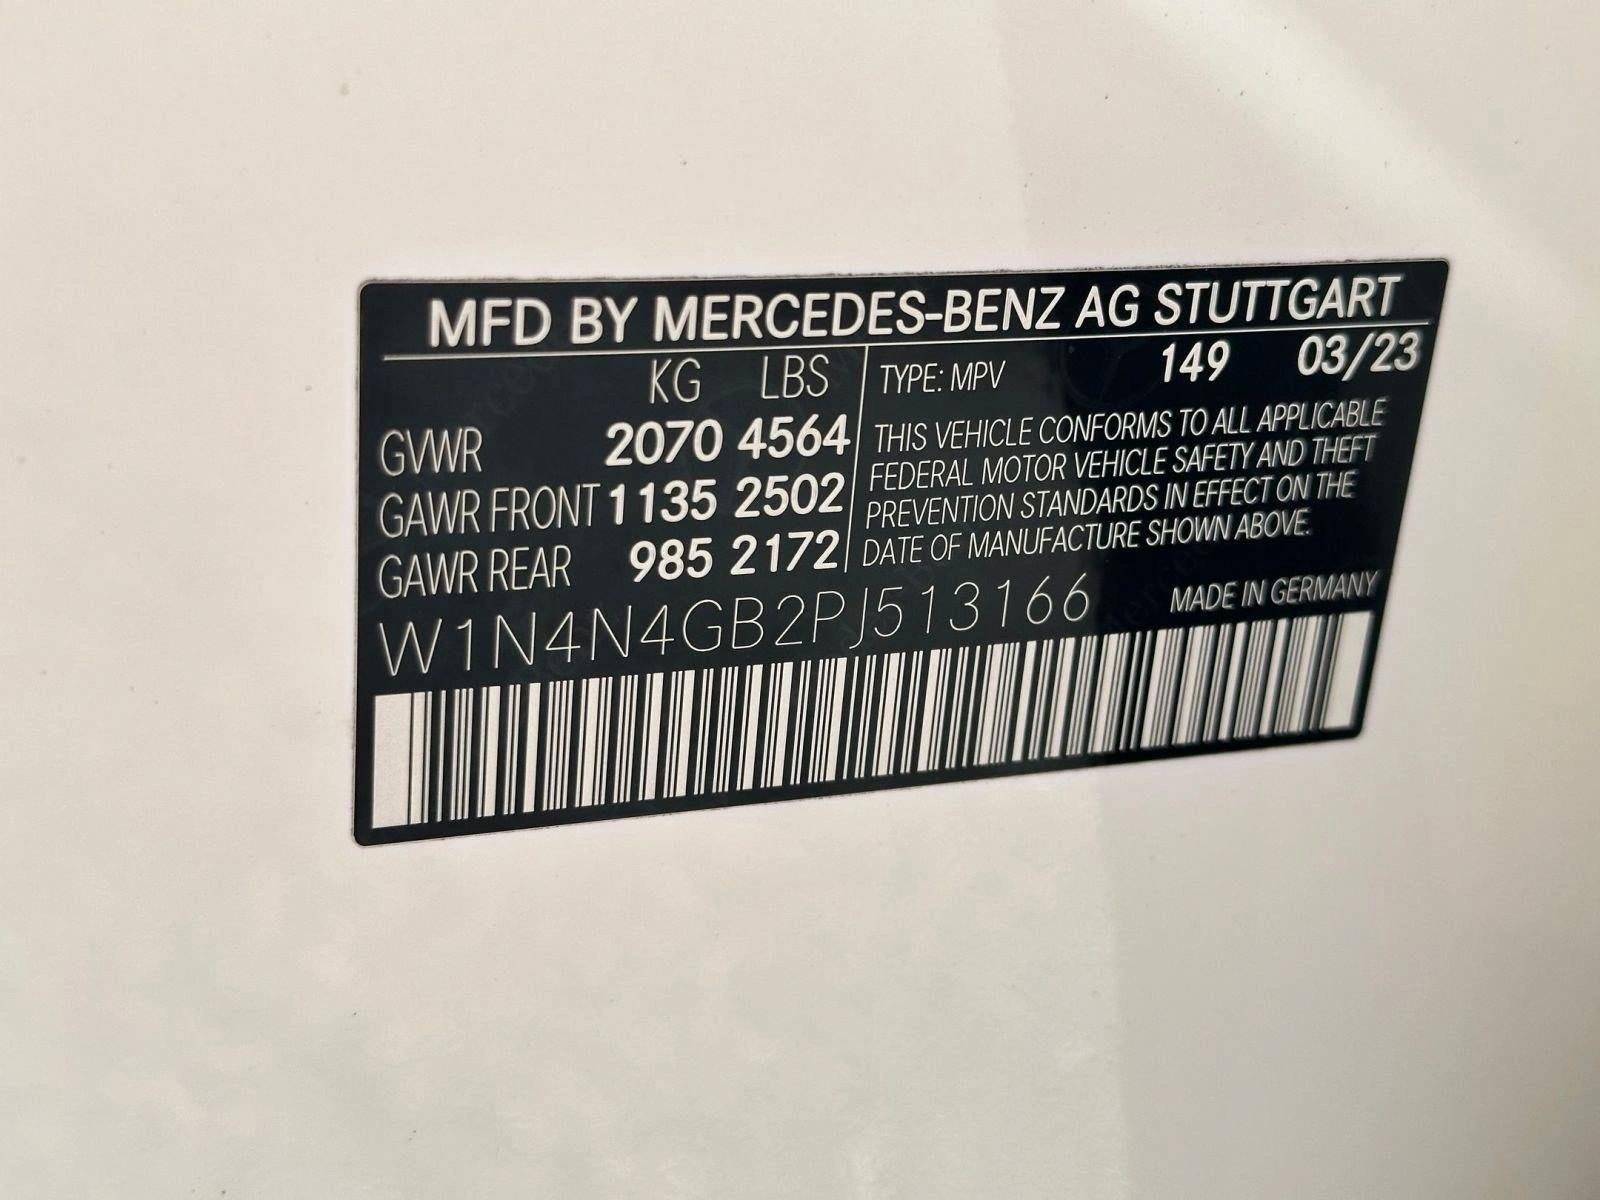 MFD BY MERCEDES-BENZ AG STUTTGART
KG LBS
GVWR 2070 4564
GAWR FRONT 1135 2502
GAWR REAR 985 2172
TYPE: MPV 149 03/23
THIS VEHICLE CONFORMS TO ALL APPLICABLE
FEDERAL MOTOR VEHICLE SAFETY AND THEFT
PREVENTION STANDARDS IN EFFECT ON THE
DATE OF MANUFACTURE SHOWN ABOVE.
W1N4N4GB2PJ513166
MADE IN GERMANY